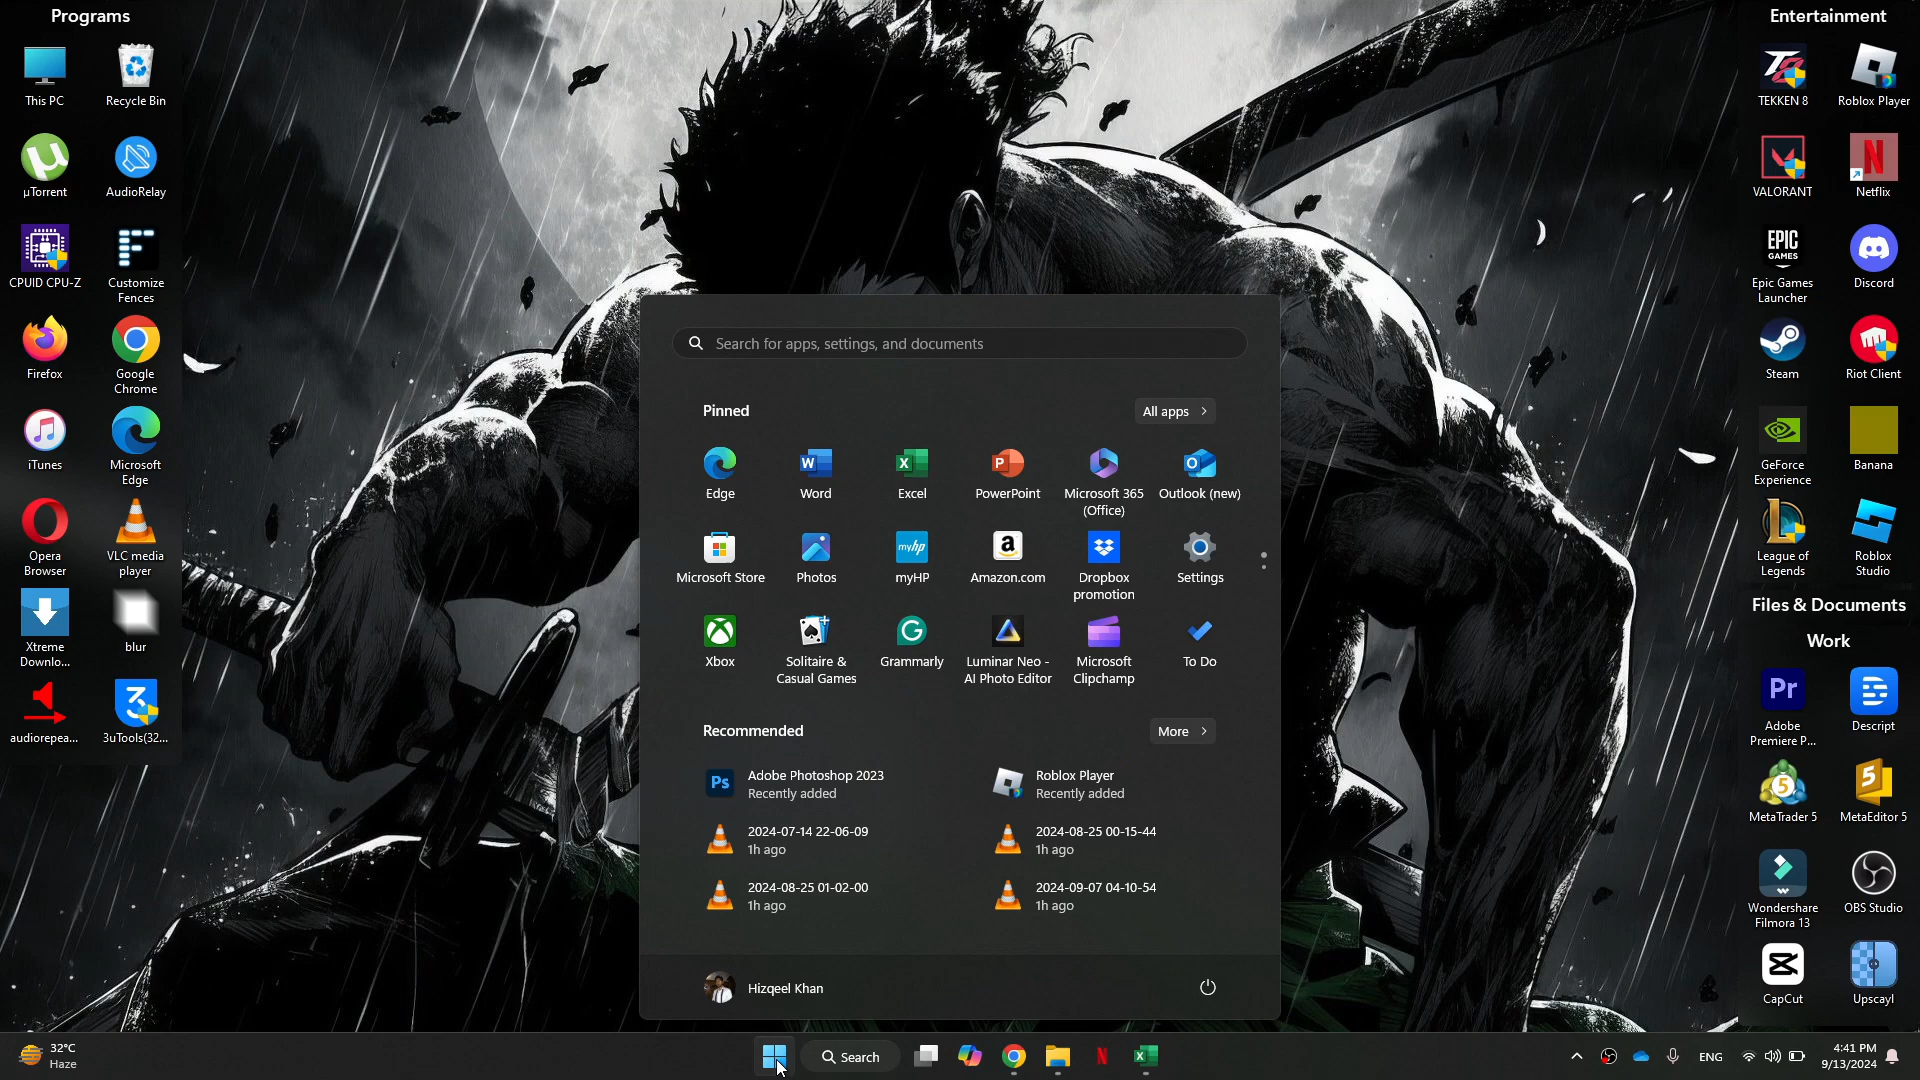 Programs
This PC
Recycle Bin
µTorrent
AudioRelay
CPUID CPU-Z
Customize
Fences
Firefox
Google
Chrome
iTunes
Microsoft
Edge
Opera
Browser
VLC media
player
Xtreme
Downlo...
blur
audiorepea...
3uTools(32...
Search for apps, settings, and documents
Pinned
All apps
Edge
Word
Excel
PowerPoint
Microsoft 365
(Office)
Outlook (new)
Microsoft Store
Photos
myhp
myHP
Amazon.com
Dropbox
promotion
Settings
Xbox
Solitaire &
Casual Games
Grammarly
Luminar Neo -
AI Photo Editor
Microsoft
Clipchamp
To Do
Recommended
More
Ps
Adobe Photoshop 2023
Recently added
Roblox Player
Recently added
2024-07-14 22-06-09
1h ago
2024-08-25 00-15-44
1h ago
2024-08-25 01-02-00
1h ago
2024-09-07 04-10-54
1h ago
Hizqeel Khan
Entertainment
TEKKEN 8
Roblox Player
VALORANT
Netflix
EPIC
GAMES
Epic Games
Launcher
Discord
Steam
Riot Client
GeForce
Experience
Banana
League of
Legends
Roblox
Studio
Files & Documents
Work
Pr
Adobe
Premiere P...
Descript
MetaTrader 5
MetaEditor 5
Wondershare
Filmora 13
OBS Studio
CapCut
Upscayl
32°C
Haze
Search
ENG
4:41 PM
9/13/2024